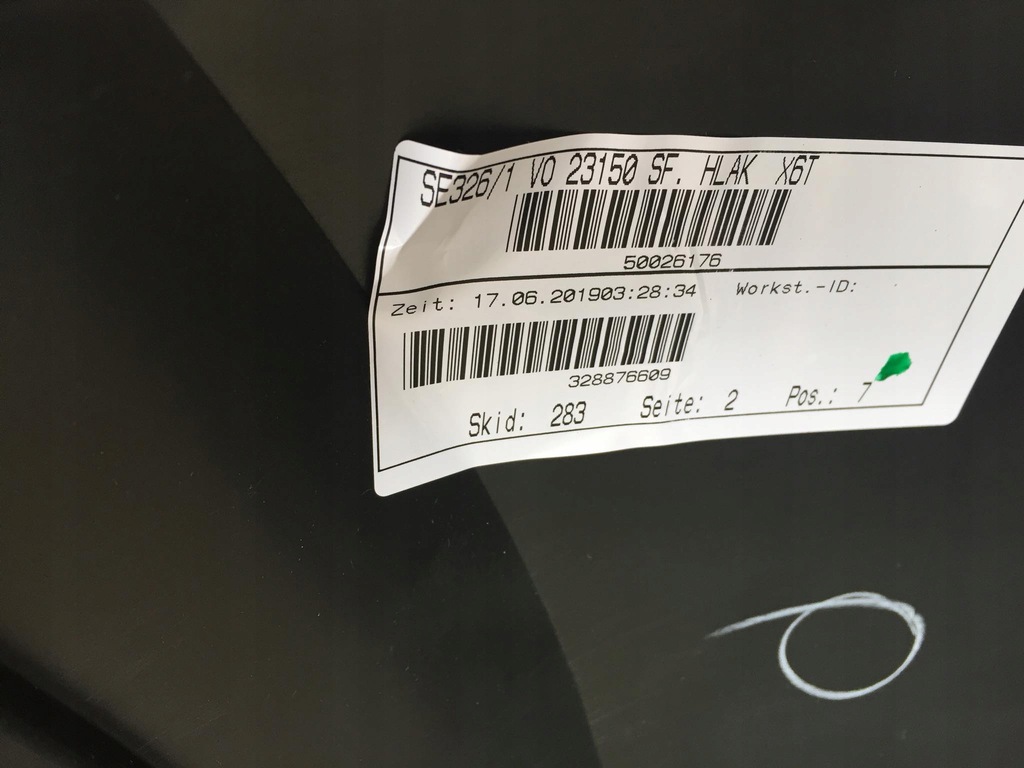 SE326/1 VO 23150 SF. HLAK X6T
50026176
Zeit: 17.06.201903:28:34 Workst.-ID:
328876609
Skid: 283 Seite: 2 Pos.: 7